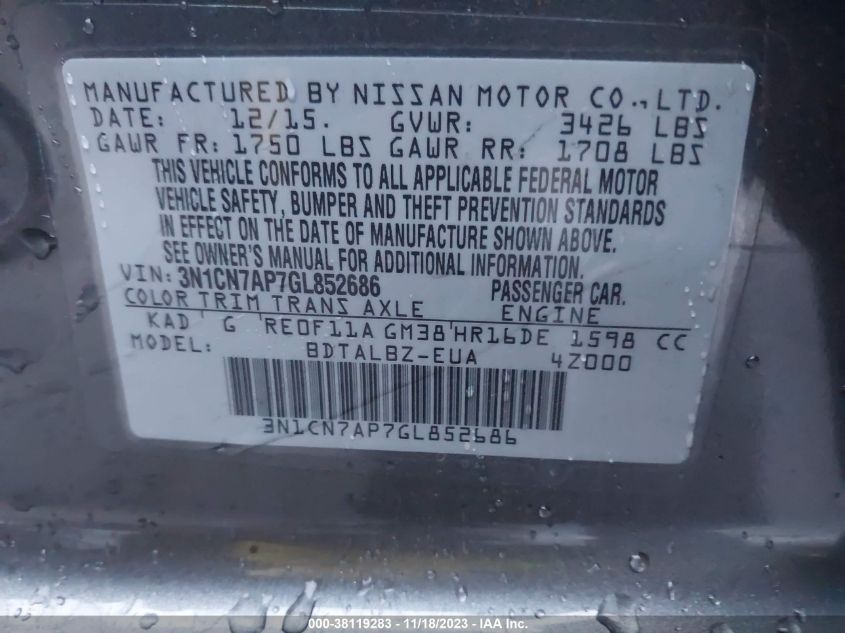 MANUFACTURED BY NISSAN MOTOR CO., LTD.
DATE: 12/15. GVWR: 3426 LBS
GAWR FR: 1750 LBS GAWR RR: 1708 LBS
THIS VEHICLE CONFORMS TO ALL APPLICABLE FEDERAL MOTOR
VEHICLE SAFETY, BUMPER AND THEFT PREVENTION STANDARDS
IN EFFECT ON THE DATE OF MANUFACTURE SHOWN ABOVE.
SEE OWNER'S MANUAL FOR ADDITIONAL INFORMATION.
VIN: 3N1CN7AP7GL852686 PASSENGER CAR.
COLOR TRIM TRANS AXLE ENGINE
KAD G RE0F11A GM38 HR16DE 1598 CC
MODEL: BDTALBZ-EUA 4Z000
3N1CN7AP7GL852686
000-38119283 - 11/18/2023 - IAAI.com